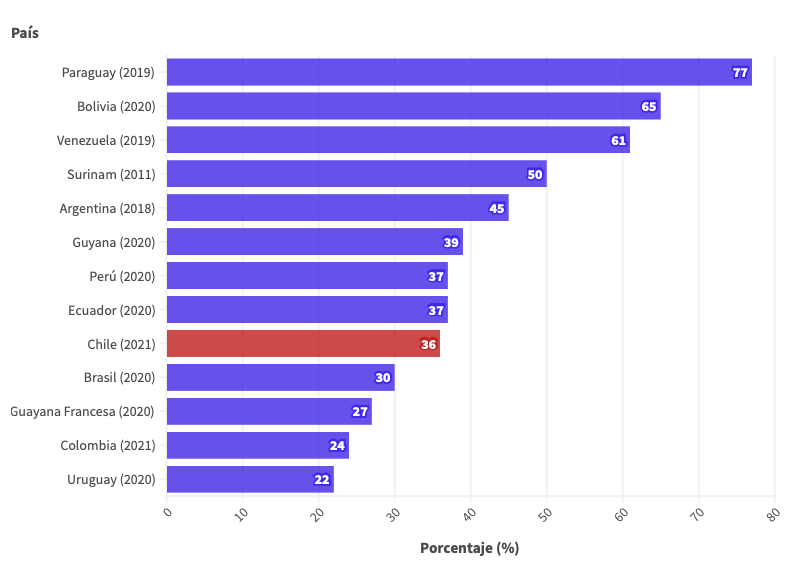 País
Paraguay (2019) 77
Bolivia (2020) 65
Venezuela (2019) 61
Surinam (2011) 50
Argentina (2018) 45
Guyana (2020) 39
Perú (2020) 37
Ecuador (2020) 37
Chile (2021) 36
Brasil (2020) 30
Guayana Francesa (2020) 27
Colombia (2021) 24
Uruguay (2020) 22
0 10 20 30 40 50 60 70 80
Porcentaje (%)